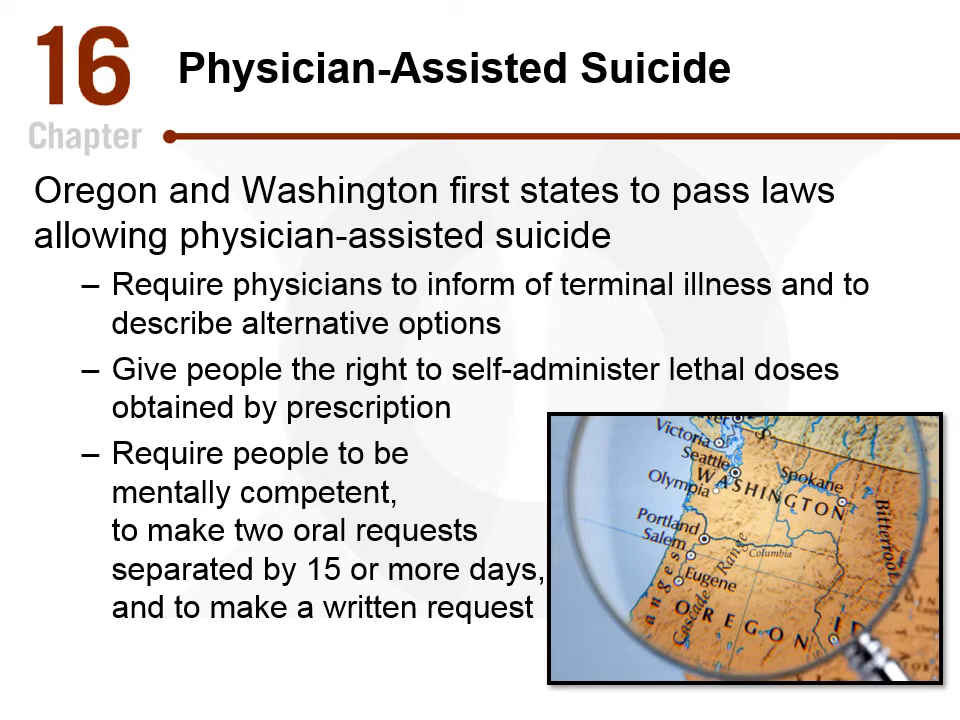 16
Chapter
Physician-Assisted Suicide
Oregon and Washington first states to pass laws
allowing physician-assisted suicide
– Require physicians to inform of terminal illness and to
describe alternative options
– Give people the right to self-administer lethal doses
obtained by prescription
– Require people to be
mentally competent,
to make two oral requests
separated by 15 or more days,
and to make a written request
Victoria
Seattle
Olympia
WASHINGTON
Spokane
Portland
Salem
Columbia
Eugene
Cascade Range
OREGON